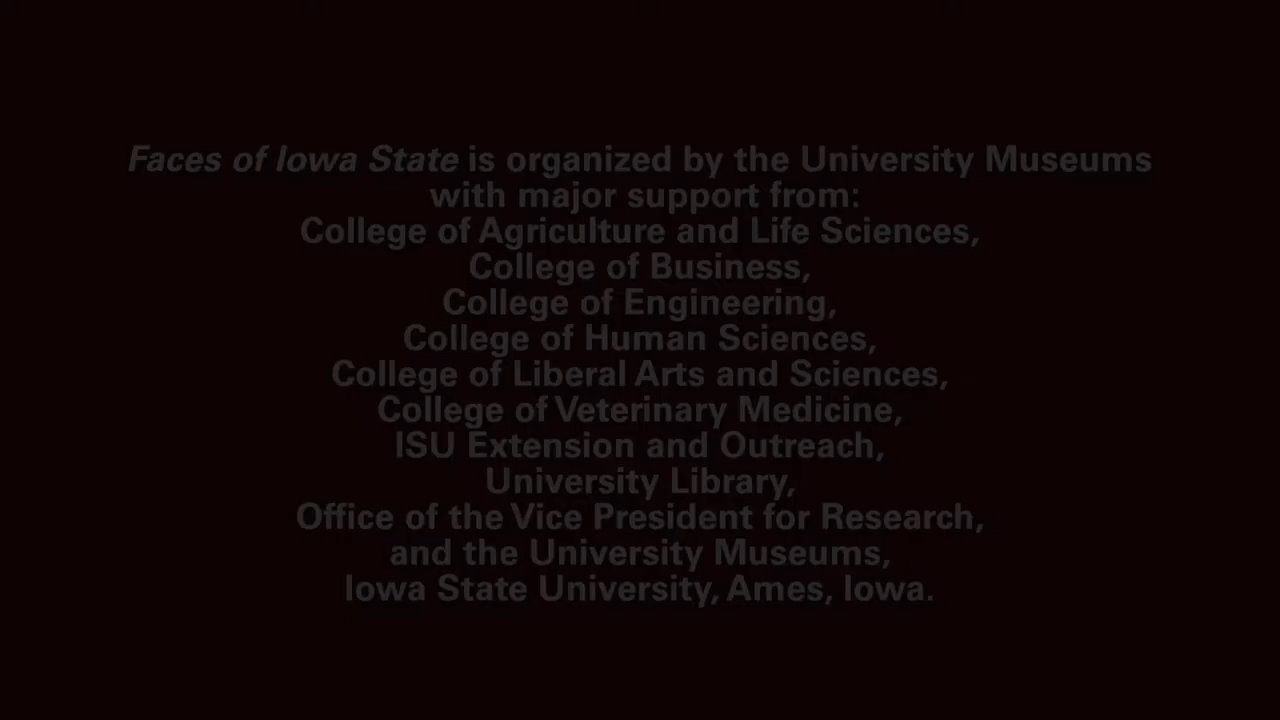 Faces of Iowa State is organized by the University Museums
with major support from:
College of Agriculture and Life Sciences,
College of Business,
College of Engineering,
College of Human Sciences,
College of Liberal Arts and Sciences,
College of Veterinary Medicine,
ISU Extension and Outreach,
University Library,
Office of the Vice President for Research,
and the University Museums,
Iowa State University, Ames, Iowa.